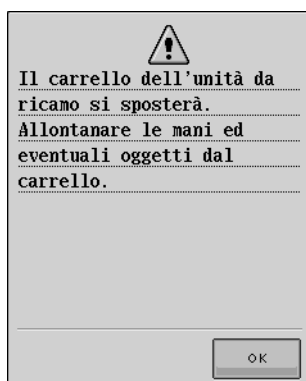 Il carrello dell'unità da
ricamo si sposterà.
Allontanare le mani ed
eventuali oggetti dal
carrello.
OK